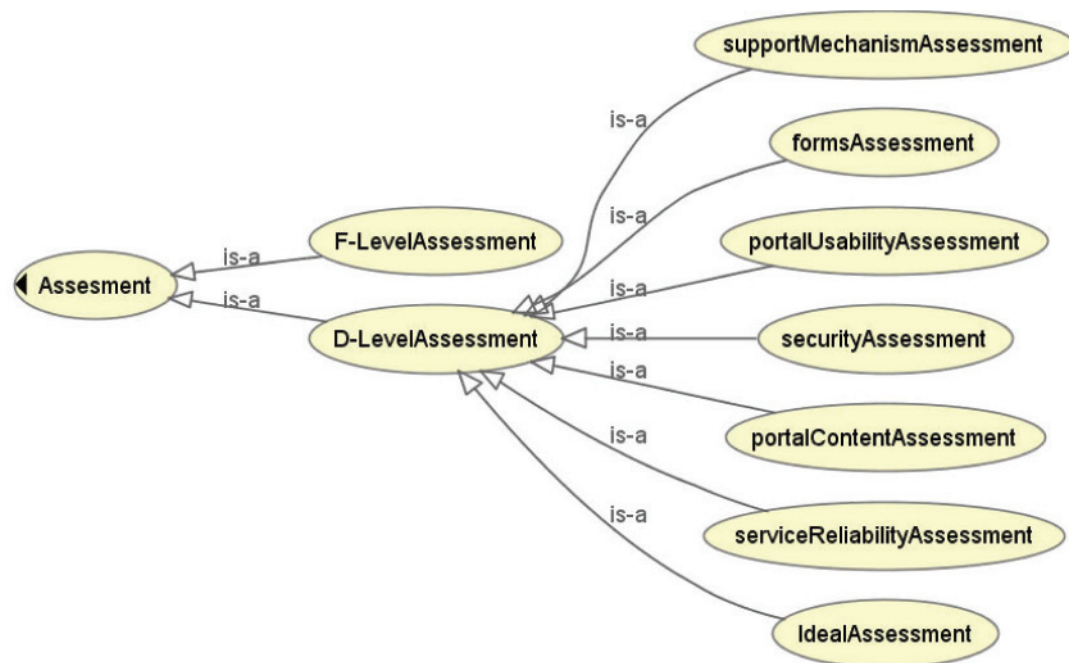 supportMechanismAssessment
is-a
formsAssessment
is-a
F-LevelAssessment
is-a
portalUsabilityAssessment
is-a
Assesment
is-a
D-LevelAssessment
is-a
securityAssessment
is-a
portalContentAssessment
is-a
serviceReliabilityAssessment
is-a
IdealAssessment